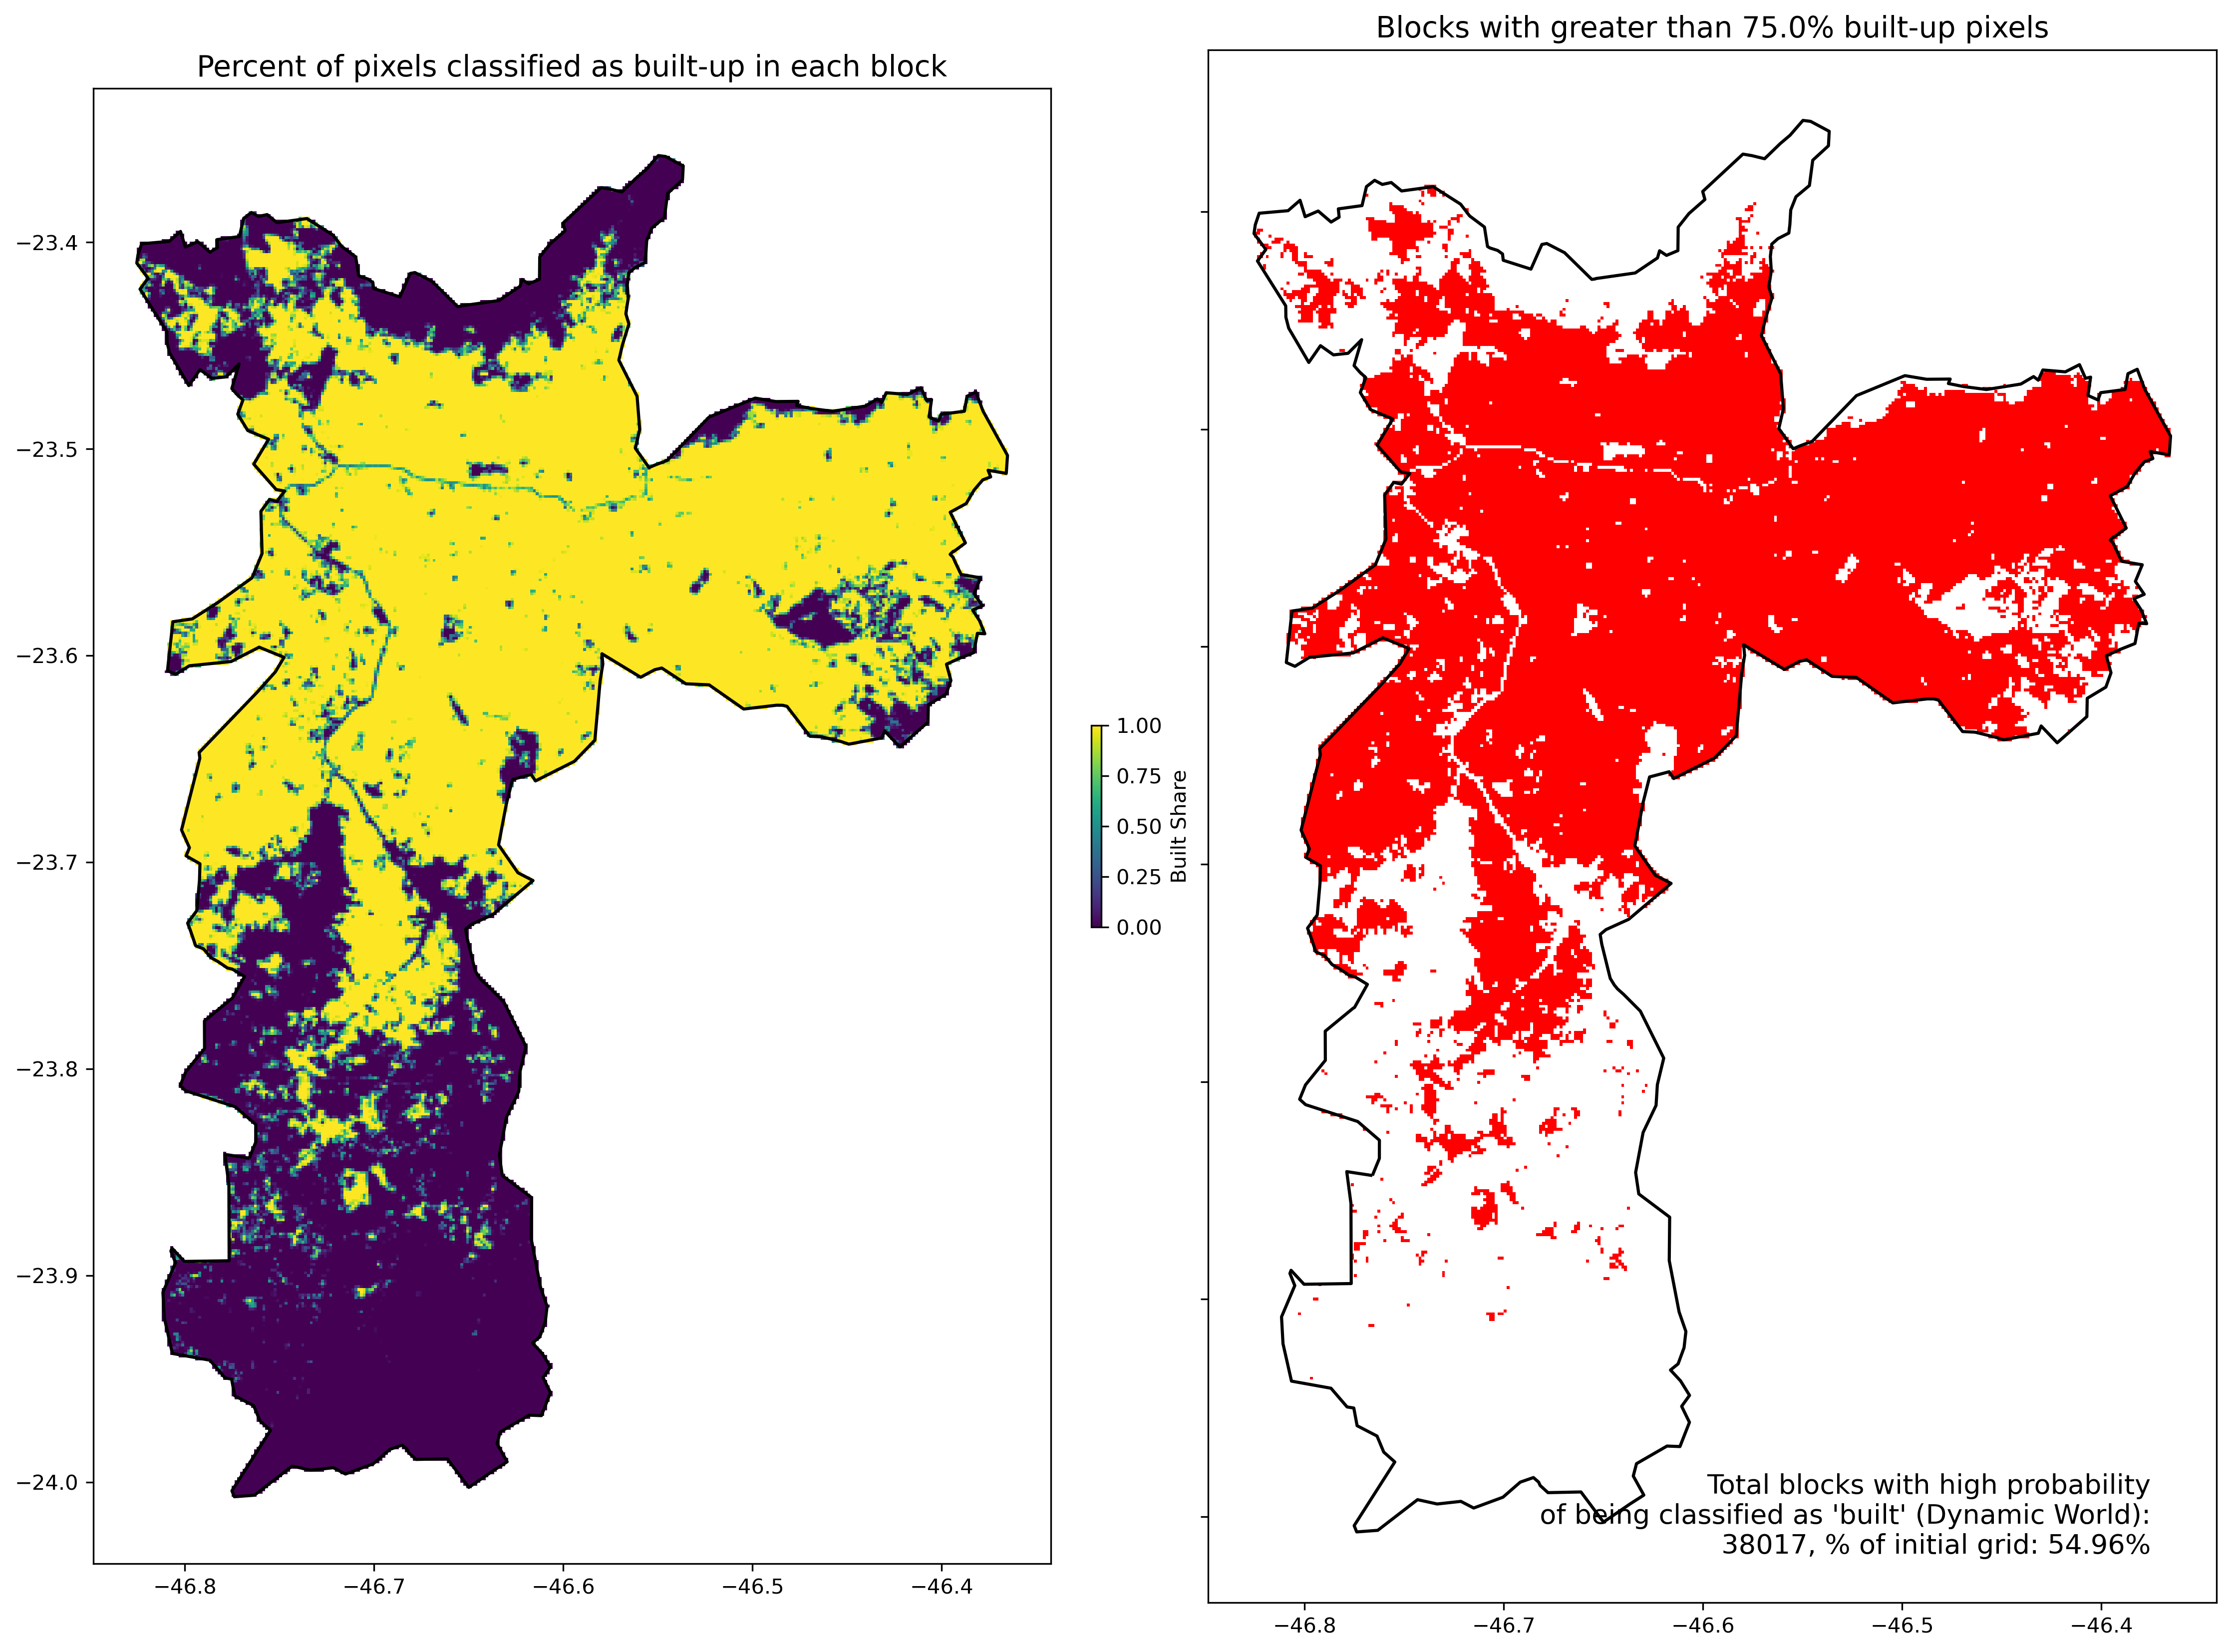 Percent of pixels classified as built-up in each block
−23.4
−23.5
−23.6
−23.7
−23.8
−23.9
−24.0
−46.8 −46.7 −46.6 −46.5 −46.4
1.00
0.75
0.50
0.25
0.00
Built Share
Blocks with greater than 75.0% built-up pixels
Total blocks with high probability
of being classified as 'built' (Dynamic World):
38017, % of initial grid: 54.96%
−46.8 −46.7 −46.6 −46.5 −46.4